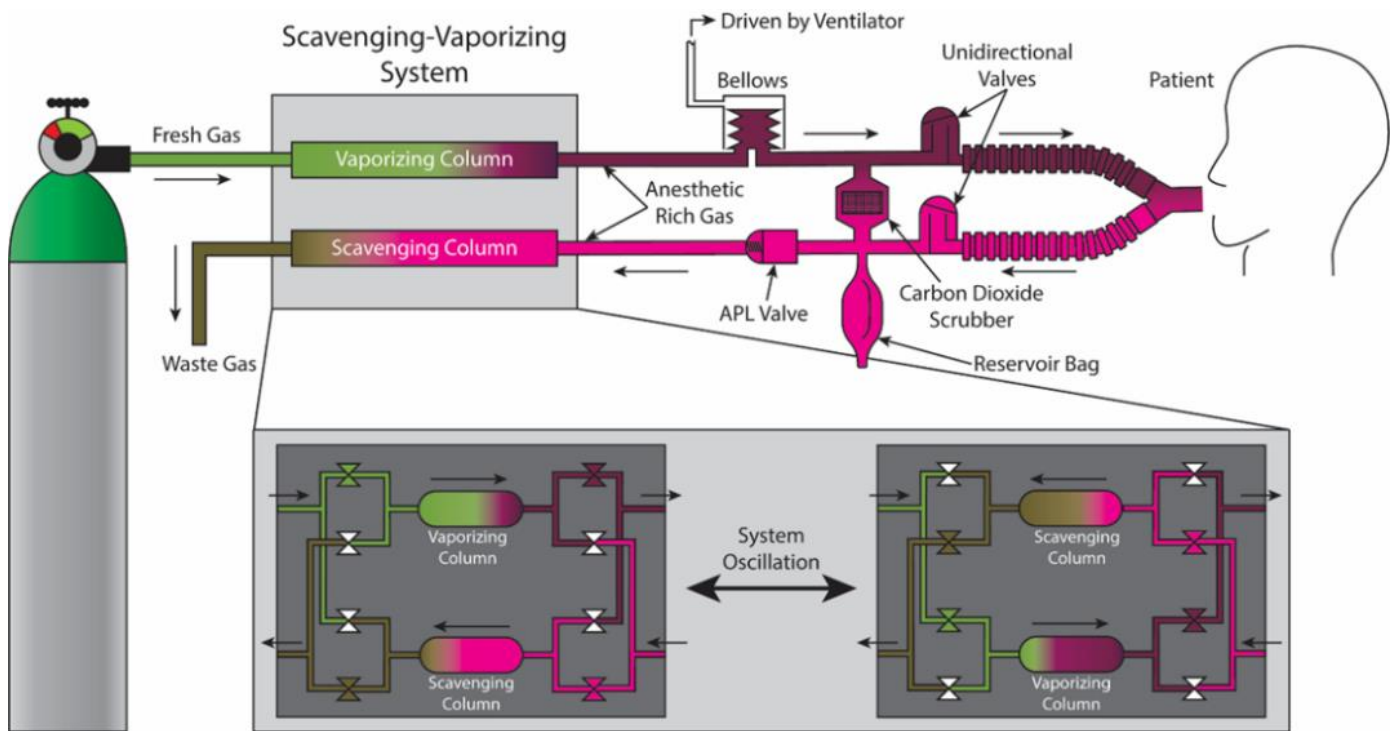 Scavenging-Vaporizing
System
Driven by Ventilator
Bellows
Unidirectional
Valves
Patient
Fresh Gas
Vaporizing Column
Anesthetic
Rich Gas
Scavenging Column
Waste Gas
APL Valve
Carbon Dioxide
Scrubber
Reservoir Bag
Vaporizing
Column
Scavenging
Column
System
Oscillation
Scavenging
Column
Vaporizing
Column